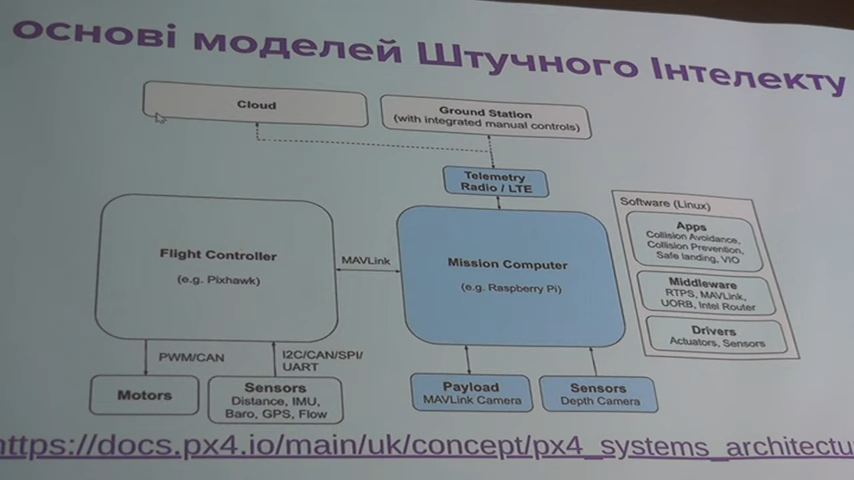 основі моделей Штучного Інтелекту
Cloud
Ground Station
(with integrated manual controls)
Telemetry
Radio / LTE
Flight Controller
(e.g. Pixhawk)
MAVLink
Mission Computer
(e.g. Raspberry Pi)
Software (Linux)
Apps
Collision Avoidance,
Collision Prevention,
Safe landing, VIO
Middleware
RTPS, MAVLink,
UORB, Intel Router
Drivers
Actuators, Sensors
PWM/CAN
I2C/CAN/SPI/
UART
Motors
Sensors
Distance, IMU,
Baro, GPS, Flow
Payload
MAVLink Camera
Sensors
Depth Camera
https://docs.px4.io/main/uk/concept/px4_systems_architectu